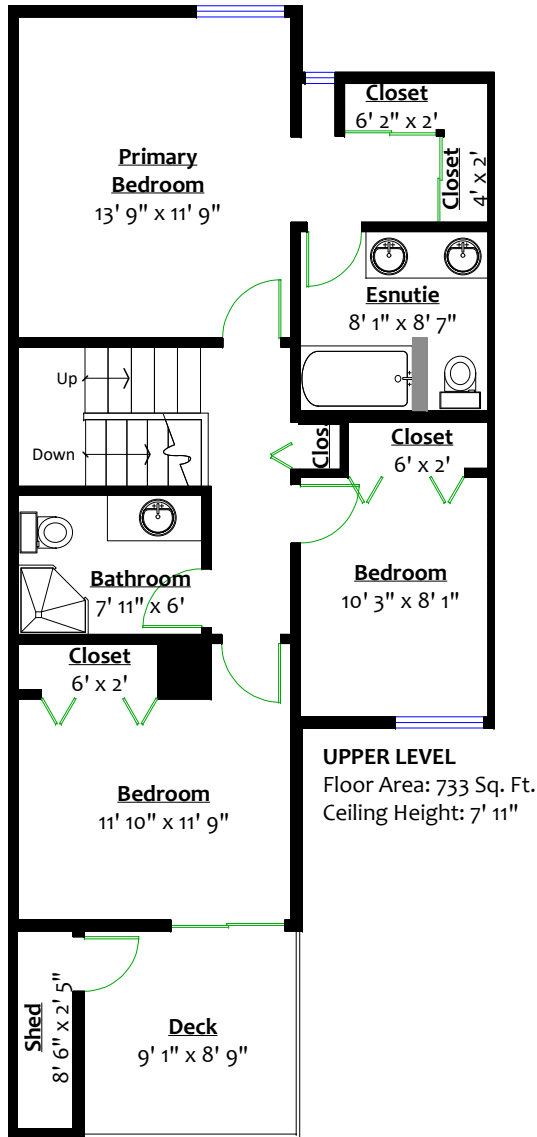 Closet
6' 2" x 2'
Primary
Bedroom
13' 9" x 11' 9"
Closet
4' x 2'
Esnutie
8' 1" x 8' 7"
Up
Down
Clos
Closet
6' x 2'
Bathroom
7' 11" x 6'
Bedroom
10' 3" x 8' 1"
Closet
6' x 2'
Bedroom
11' 10" x 11' 9"
UPPER LEVEL
Floor Area: 733 Sq. Ft.
Ceiling Height: 7' 11"
Shed
8' 6" x 2' 5"
Deck
9' 1" x 8' 9"